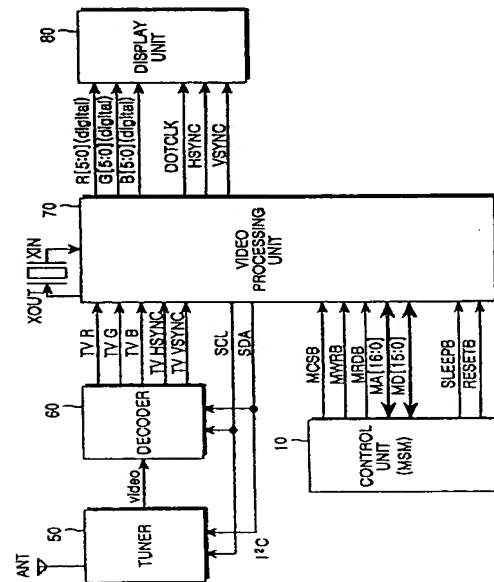 ANT
50
TUNER
video
I²C
60
DECODER
TV R
TV G
TV B
TV HSYNC
TV VSYNC
SCL
SDA
10
CONTROL
UNIT
(MSM)
MCSB
MWRB
MRDB
MA[16:0]
MD[15:0]
SLEEPB
RESETB
XOUT
XIN
70
VIDEO
PROCESSING
UNIT
R[5:0](digital)
G[5:0](digital)
B[5:0](digital)
DOTCLK
HSYNC
VSYNC
80
DISPLAY
UNIT